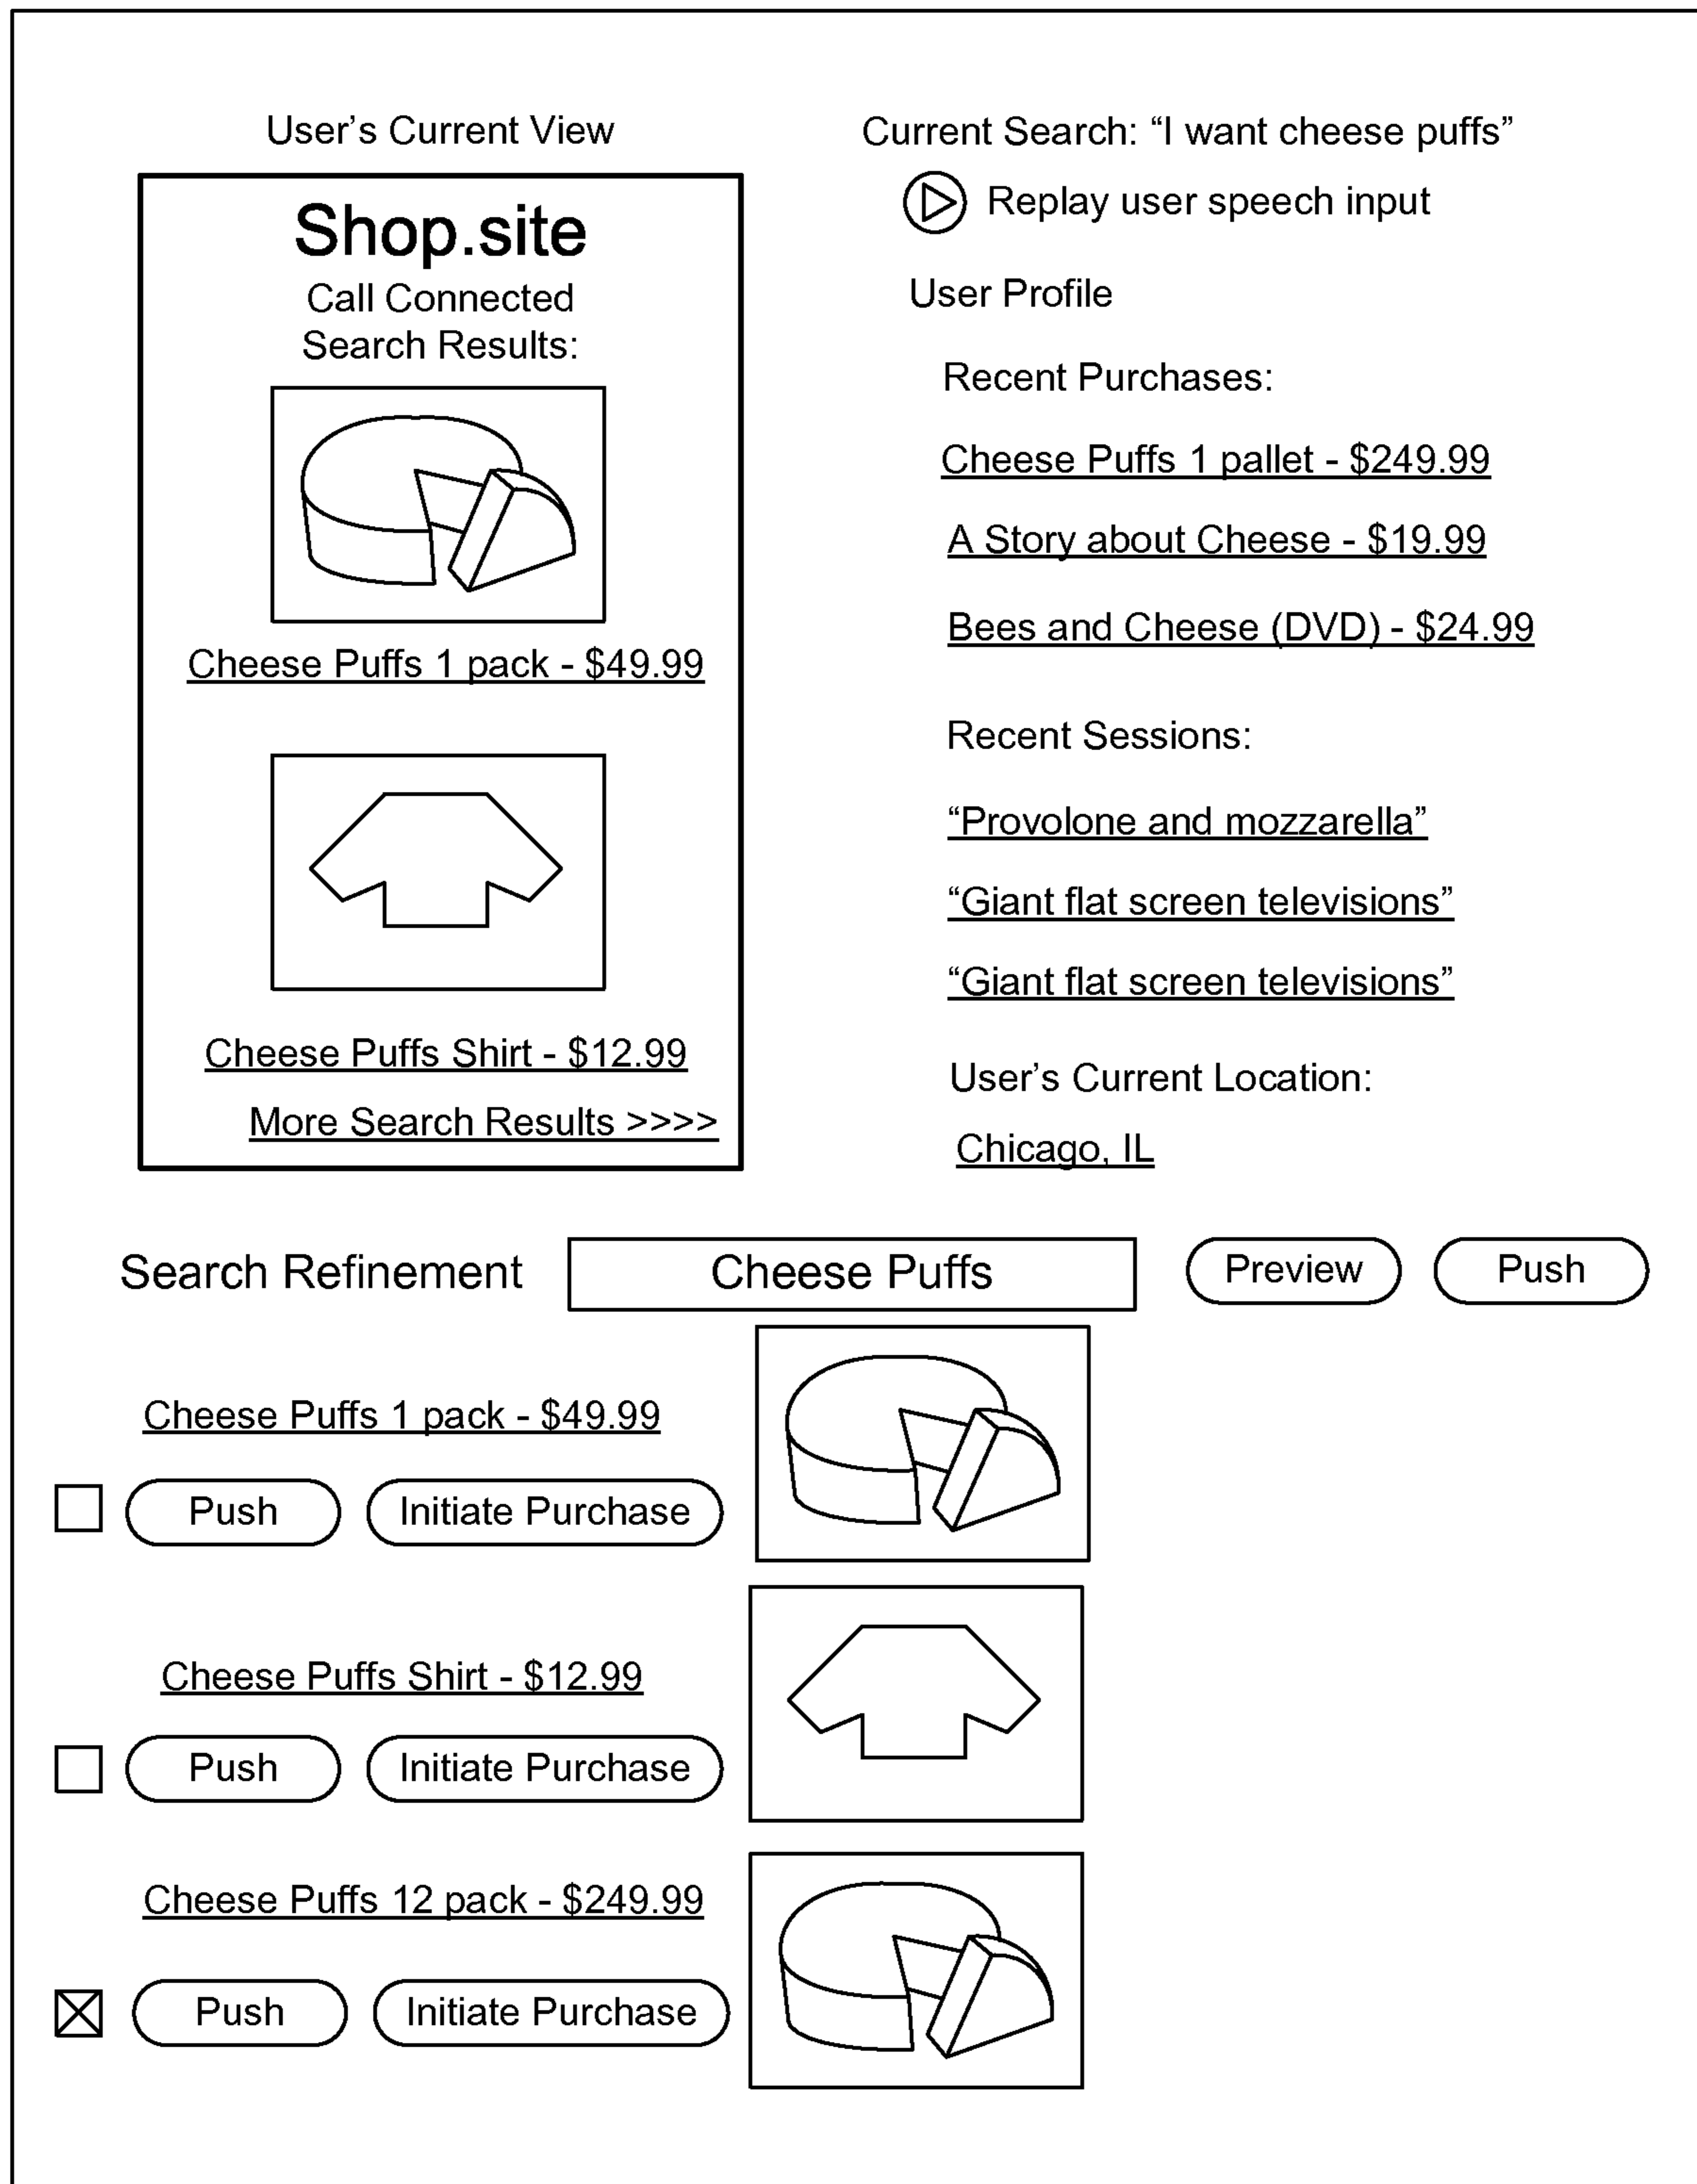 User’s Current View
Shop.site
Call Connected
Search Results:
Cheese Puffs 1 pack - $49.99
Cheese Puffs Shirt - $12.99
More Search Results >>>>
Current Search: “I want cheese puffs”
Replay user speech input
User Profile
Recent Purchases:
Cheese Puffs 1 pallet - $249.99
A Story about Cheese - $19.99
Bees and Cheese (DVD) - $24.99
Recent Sessions:
“Provolone and mozzarella”
“Giant flat screen televisions”
“Giant flat screen televisions”
User’s Current Location:
Chicago, IL
Search Refinement Cheese Puffs Preview Push
Cheese Puffs 1 pack - $49.99
Push Initiate Purchase
Cheese Puffs Shirt - $12.99
Push Initiate Purchase
Cheese Puffs 12 pack - $249.99
Push Initiate Purchase